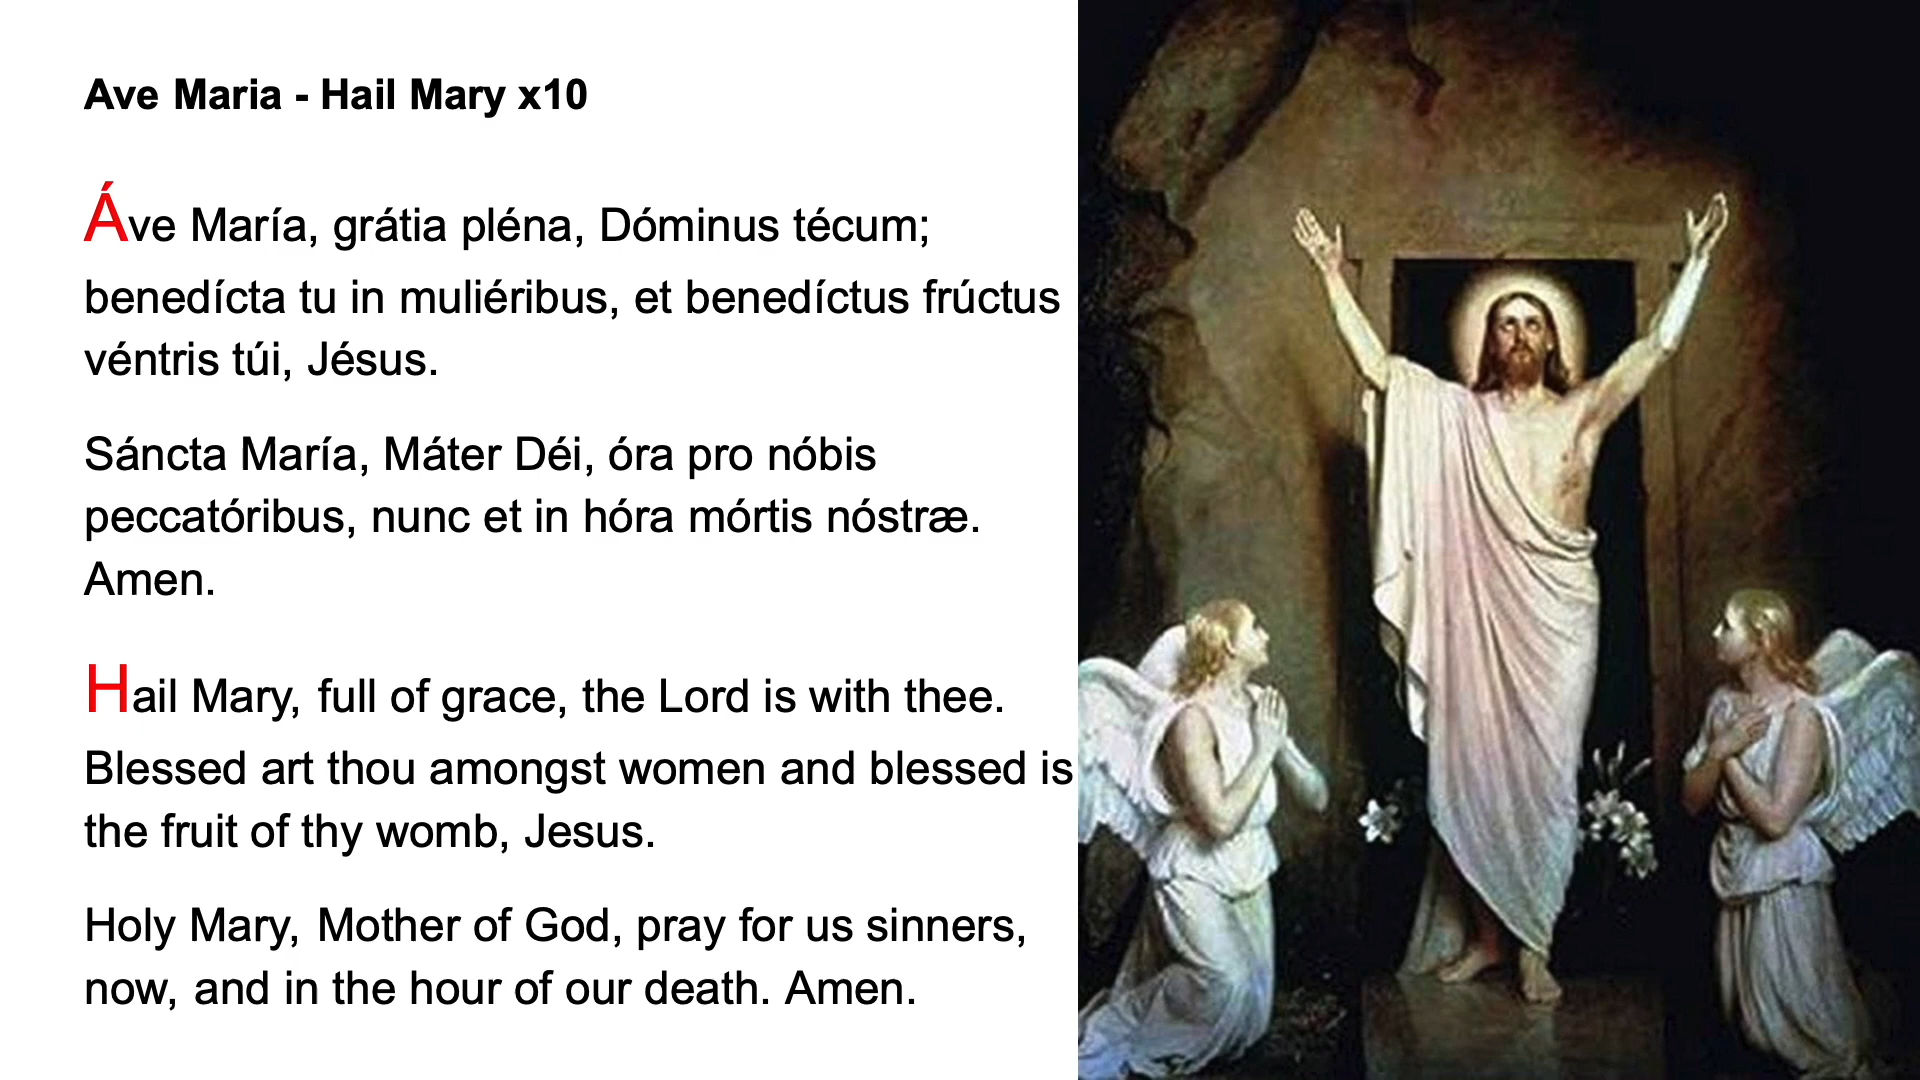 Ave Maria - Hail Mary x10
Áve María, grátia pléna, Dóminus técum;
benedícta tu in muliéribus, et benedíctus frúctus
véntris túi, Jésus.
Sáncta María, Máter Déi, óra pro nóbis
peccatóribus, nunc et in hóra mórtis nóstræ.
Amen.
Hail Mary, full of grace, the Lord is with thee.
Blessed art thou amongst women and blessed is
the fruit of thy womb, Jesus.
Holy Mary, Mother of God, pray for us sinners,
now, and in the hour of our death. Amen.